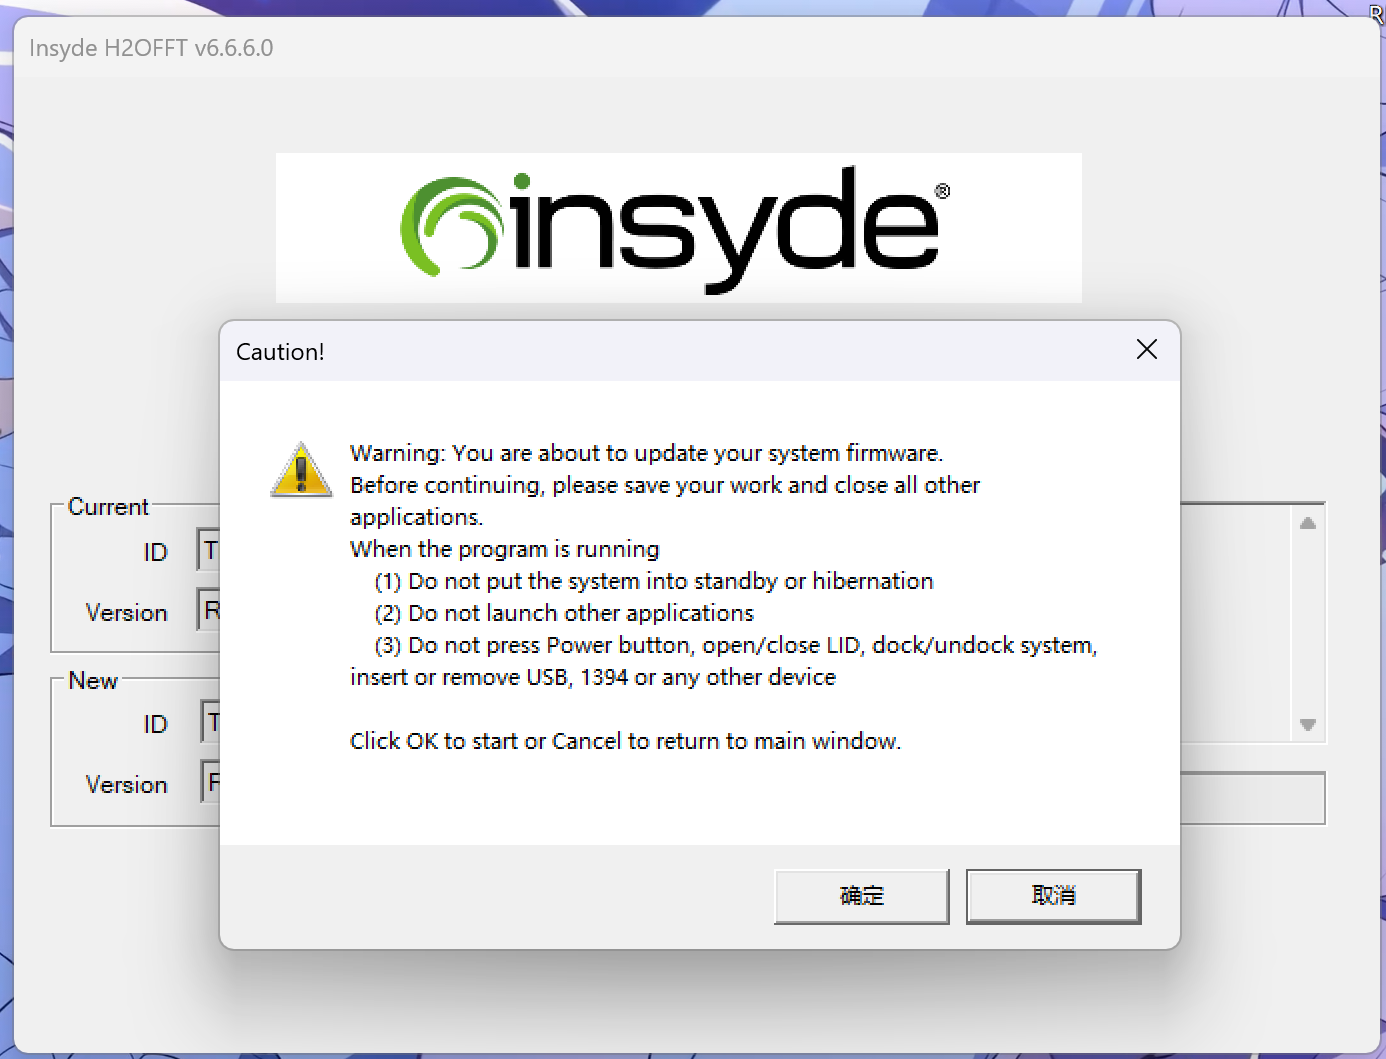 R
Insyde H2OFFT v6.6.6.0
insyde®
Caution!
Warning: You are about to update your system firmware.
Before continuing, please save your work and close all other
applications.
When the program is running
(1) Do not put the system into standby or hibernation
(2) Do not launch other applications
(3) Do not press Power button, open/close LID, dock/undock system,
insert or remove USB, 1394 or any other device
Click OK to start or Cancel to return to main window.
确定
取消
Current
ID
T
Version
R
New
ID
T
Version